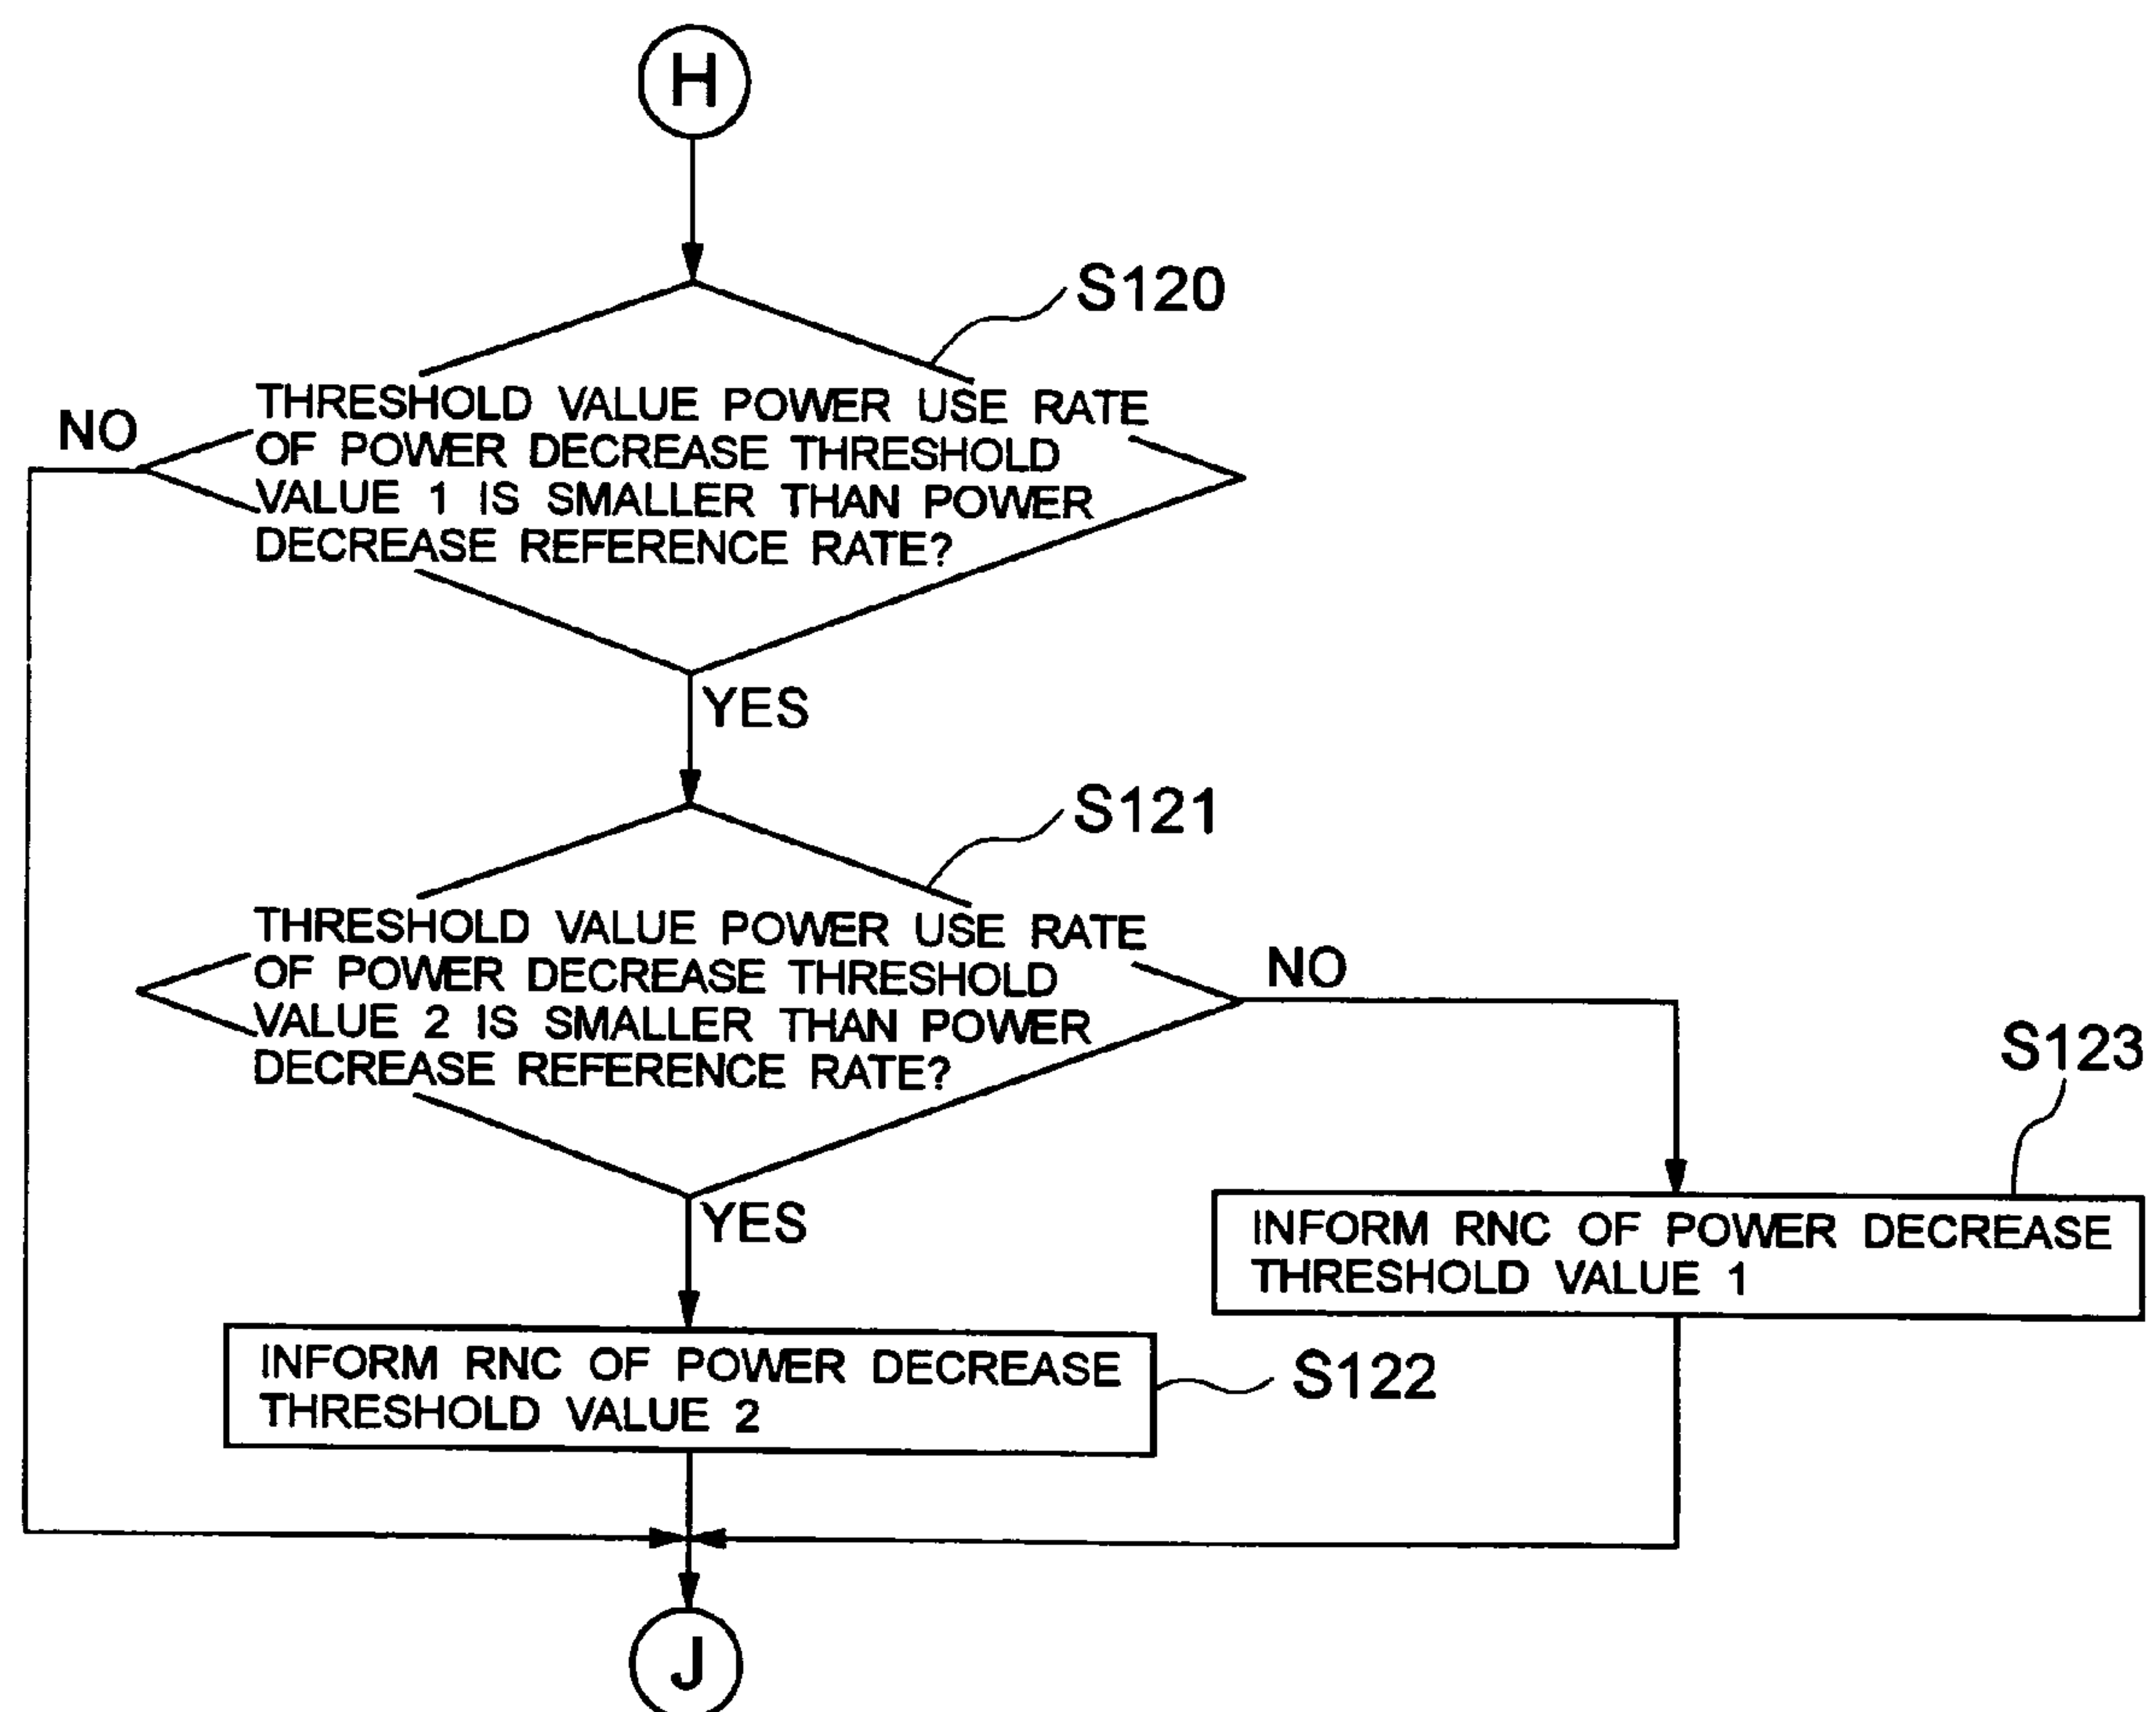 H
S120
THRESHOLD VALUE POWER USE RATE
OF POWER DECREASE THRESHOLD
VALUE 1 IS SMALLER THAN POWER
DECREASE REFERENCE RATE?
NO
YES
S121
THRESHOLD VALUE POWER USE RATE
OF POWER DECREASE THRESHOLD
VALUE 2 IS SMALLER THAN POWER
DECREASE REFERENCE RATE?
NO
YES
S123
INFORM RNC OF POWER DECREASE
THRESHOLD VALUE 1
INFORM RNC OF POWER DECREASE
THRESHOLD VALUE 2
S122
J